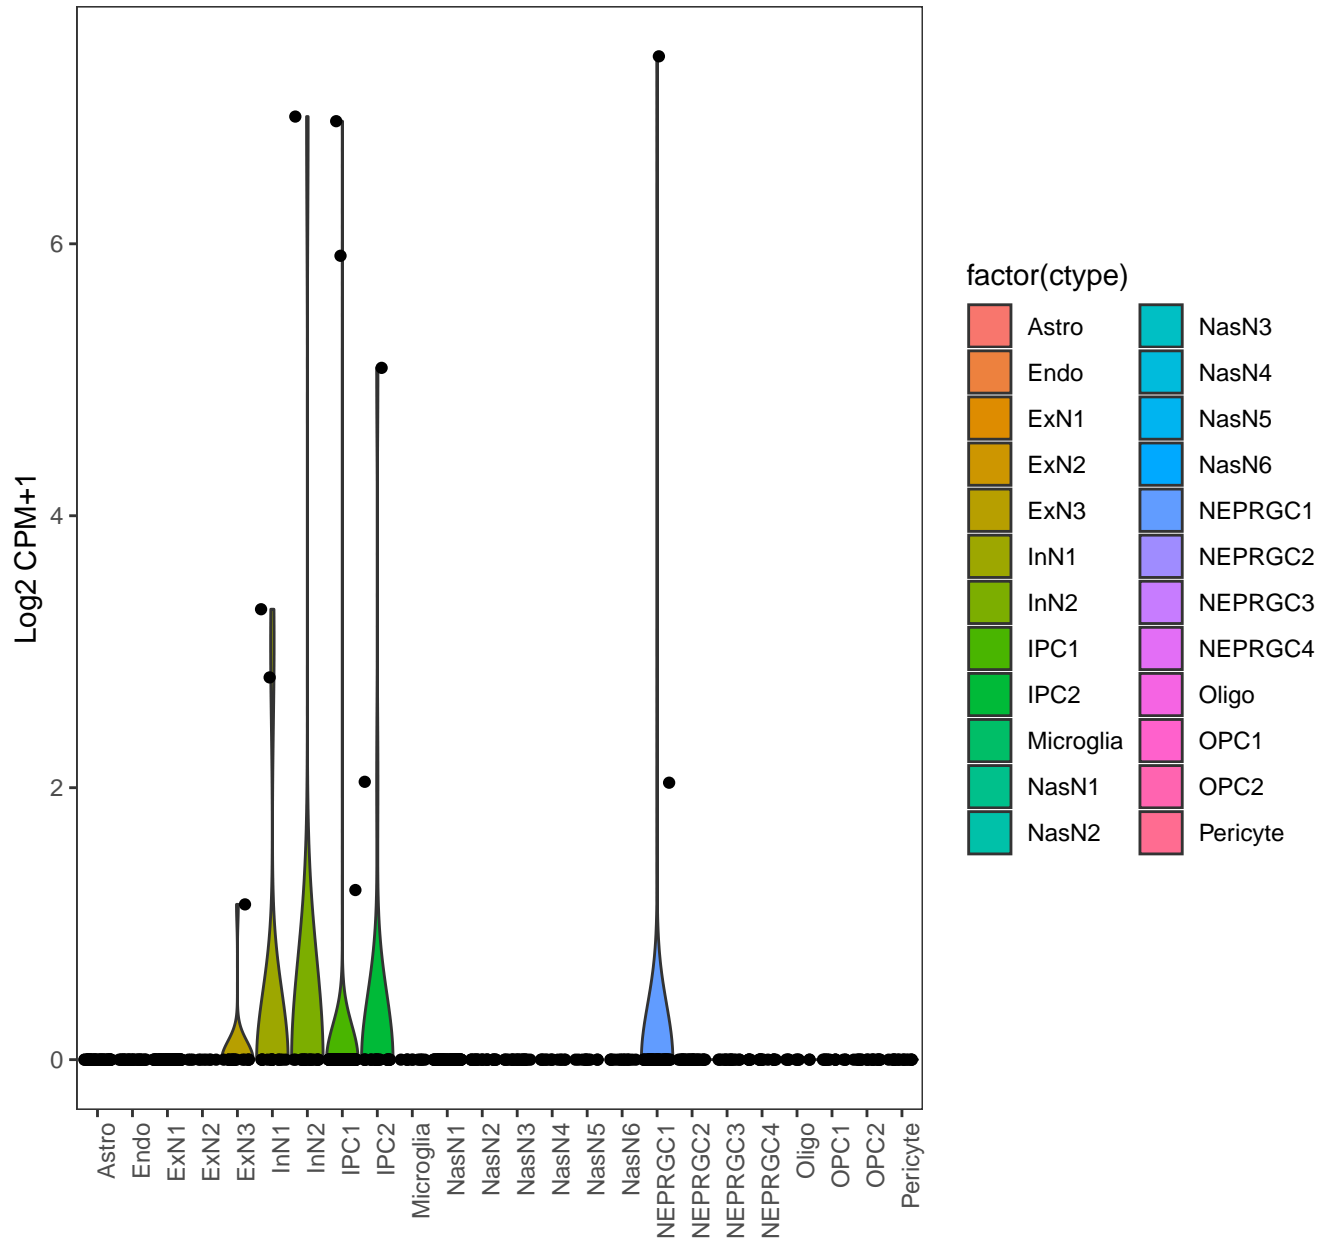 Log2 CPM+1
6
4
2
0
Astro
Endo
ExN1
ExN2
ExN3
InN1
InN2
IPC1
IPC2
Microglia
NasN1
NasN2
NasN3
NasN4
NasN5
NasN6
NEPRGC1
NEPRGC2
NEPRGC3
NEPRGC4
Oligo
OPC1
OPC2
Pericyte
factor(ctype)
Astro
Endo
ExN1
ExN2
ExN3
InN1
InN2
IPC1
IPC2
Microglia
NasN1
NasN2
NasN3
NasN4
NasN5
NasN6
NEPRGC1
NEPRGC2
NEPRGC3
NEPRGC4
Oligo
OPC1
OPC2
Pericyte